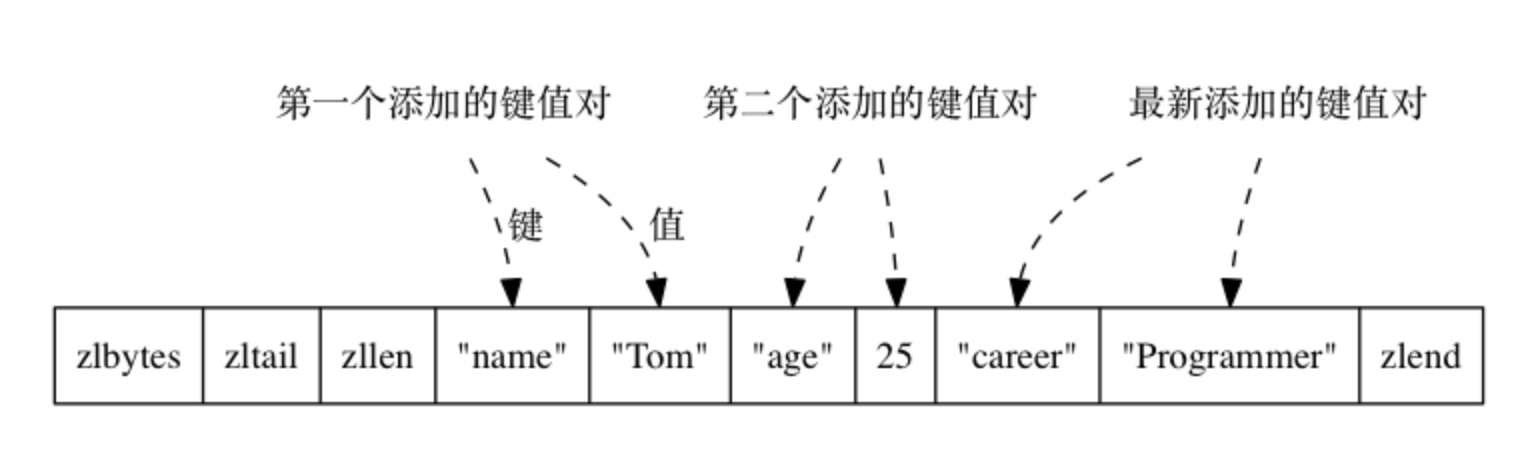 第一个添加的键值对 第二个添加的键值对 最新添加的键值对
键 值
zlbytes zltail zllen "name" "Tom" "age" 25 "career" "Programmer" zlend